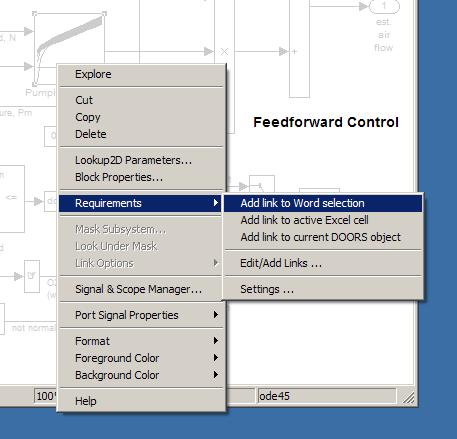 d, N
1
est.
air
flow
Pump
ure, Pm
Feedforward Control
Explore
Cut
Copy
Delete
Lookup2D Parameters...
Block Properties...
Requirements
Add link to Word selection
Add link to active Excel cell
Add link to current DOORS object
Edit/Add Links ...
Settings ...
Mask Subsystem...
Look Under Mask
Link Options
Signal & Scope Manager...
Port Signal Properties
Format
Foreground Color
Background Color
Help
<=
O2
(w
not normal
100%
ode45